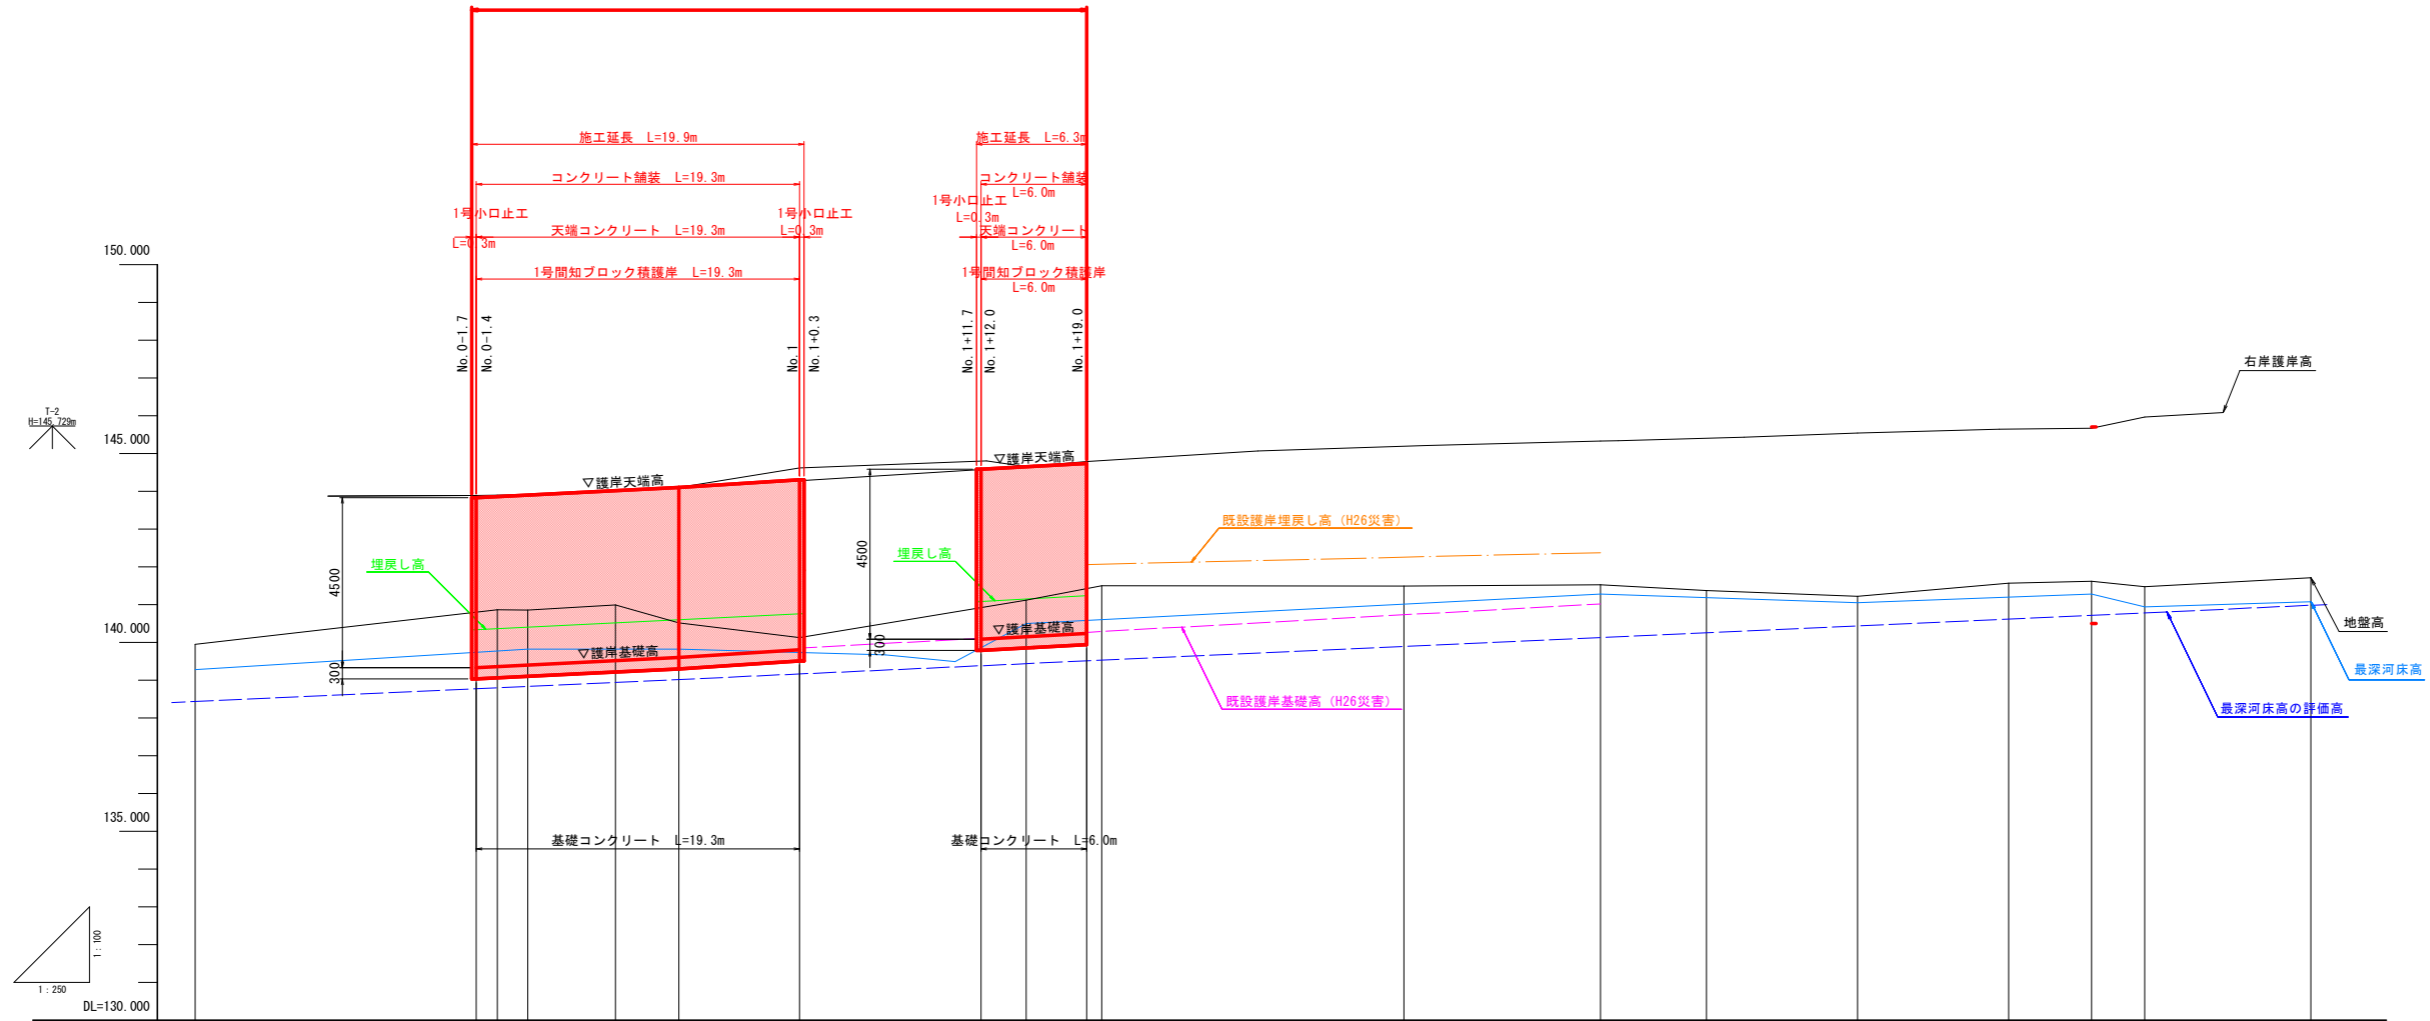 施工延長 L=19.9m
施工延長 L=6.3m
コンクリート舗装 L=19.3m
コンクリート舗装
L=6.0m
1号小口止工
L=0.3m
1号小口止工
L=0.3m
1号小口止工
L=0.3m
天端コンクリート L=19.3m
天端コンクリート
L=6.0m
1号間知ブロック積護岸 L=19.3m
1号間知ブロック積護岸
L=6.0m
150.000
No.0-1.7
No.0-1.4
No.1
No.1+0.3
No.1+11.7
No.1+12.0
No.1+19.0
右岸護岸高
T-2
H=145.729m
145.000
▽護岸天端高
▽護岸天端高
既設護岸埋戻し高（H26災害）
埋戻し高
埋戻し高
4500
4500
140.000
▽護岸基礎高
▽護岸基礎高
300
300
地盤高
最深河床高
既設護岸基礎高（H26災害）
最深河床高の評価高
135.000
基礎コンクリート L=19.3m
基礎コンクリート L=6.0m
1：100
1：250
DL=130.000